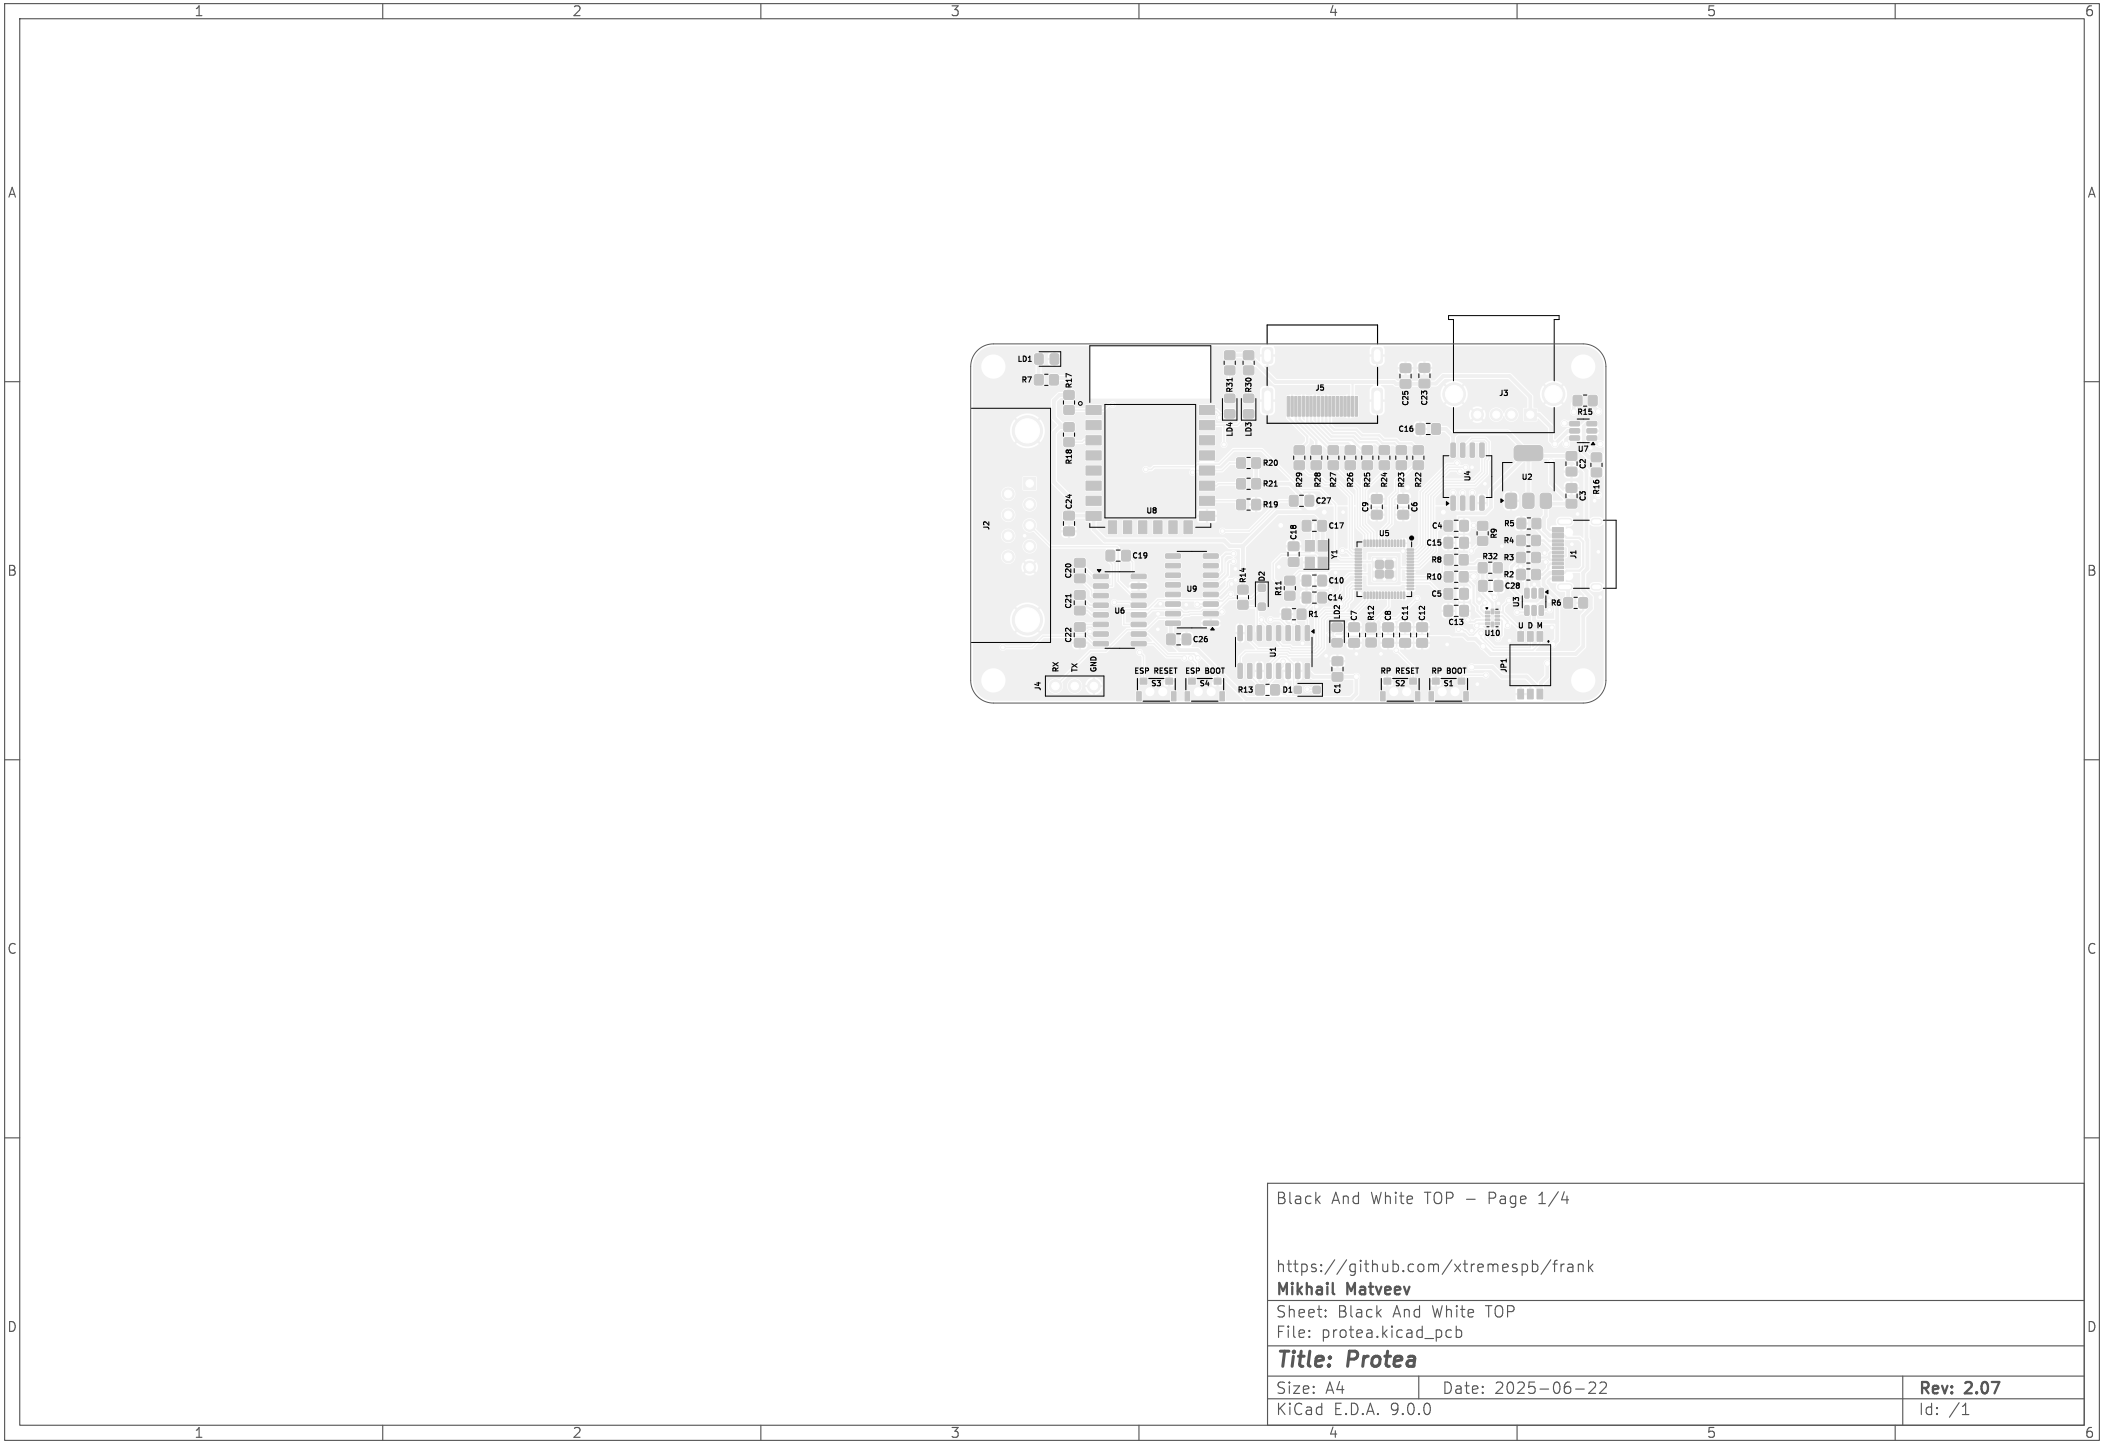 1 2 3 4 5 6
A A
LD1
R7
R17
R31 R30
J5
C25 C23
J3
R15
LD4 LD3
C16
R18
U7
R20
R29 R28 R27 R26 R25 R24 R23 R22
U4
U2
C2
R16
R21
C3
C24
R19
C27
C9 C6
U8
J2
C18 C17
U5
C4
R9
R5
C19
Y1
C15
R4
J1
R8
R32
R3
B B
C20
R14 D2
R11
C10
R10
R2
U9
C28
C21
C14
C5
U3
R6
U6
LD2
R1
C7 R12 C8 C11 C12
C13
U10
U D M
C22
C26
U1
RX TX GND
ESP RESET ESP BOOT
RP RESET RP BOOT
JP1
J4
S3 S4
R13
D1
C1
S2 S1
C C
Black And White TOP - Page 1/4
https://github.com/xtremespb/frank
Mikhail Matveev
Sheet: Black And White TOP
File: protea.kicad_pcb
D D
Title: Protea
Size: A4 Date: 2025-06-22 Rev: 2.07
KiCad E.D.A. 9.0.0 Id: /1
1 2 3 4 5 6